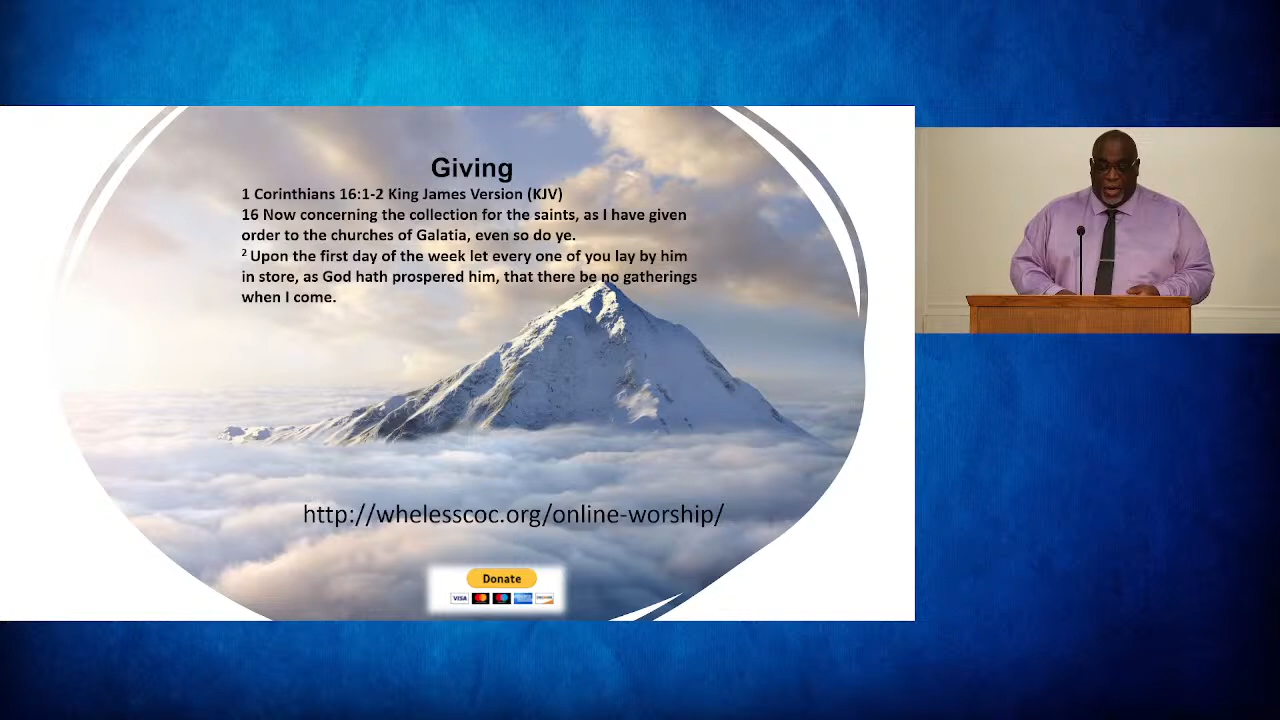 Giving
1 Corinthians 16:1-2 King James Version (KJV)
16 Now concerning the collection for the saints, as I have given
order to the churches of Galatia, even so do ye.
2 Upon the first day of the week let every one of you lay by him
in store, as God hath prospered him, that there be no gatherings
when I come.
http://whelesscoc.org/online-worship/
Donate
VISA